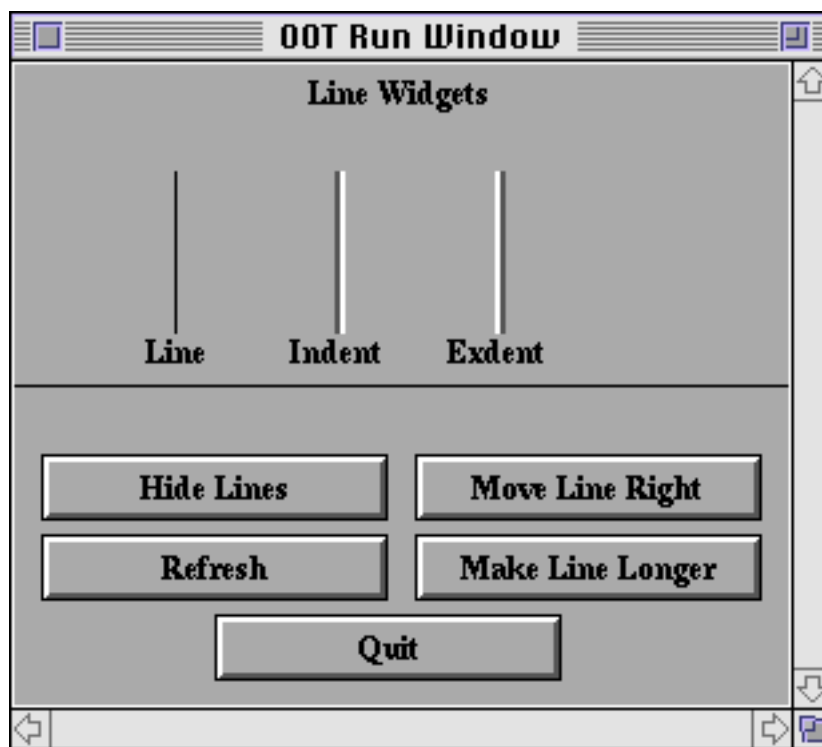 OOT Run Window
Line Widgets
Line Indent Exdent
Hide Lines Move Line Right
Refresh Make Line Longer
Quit